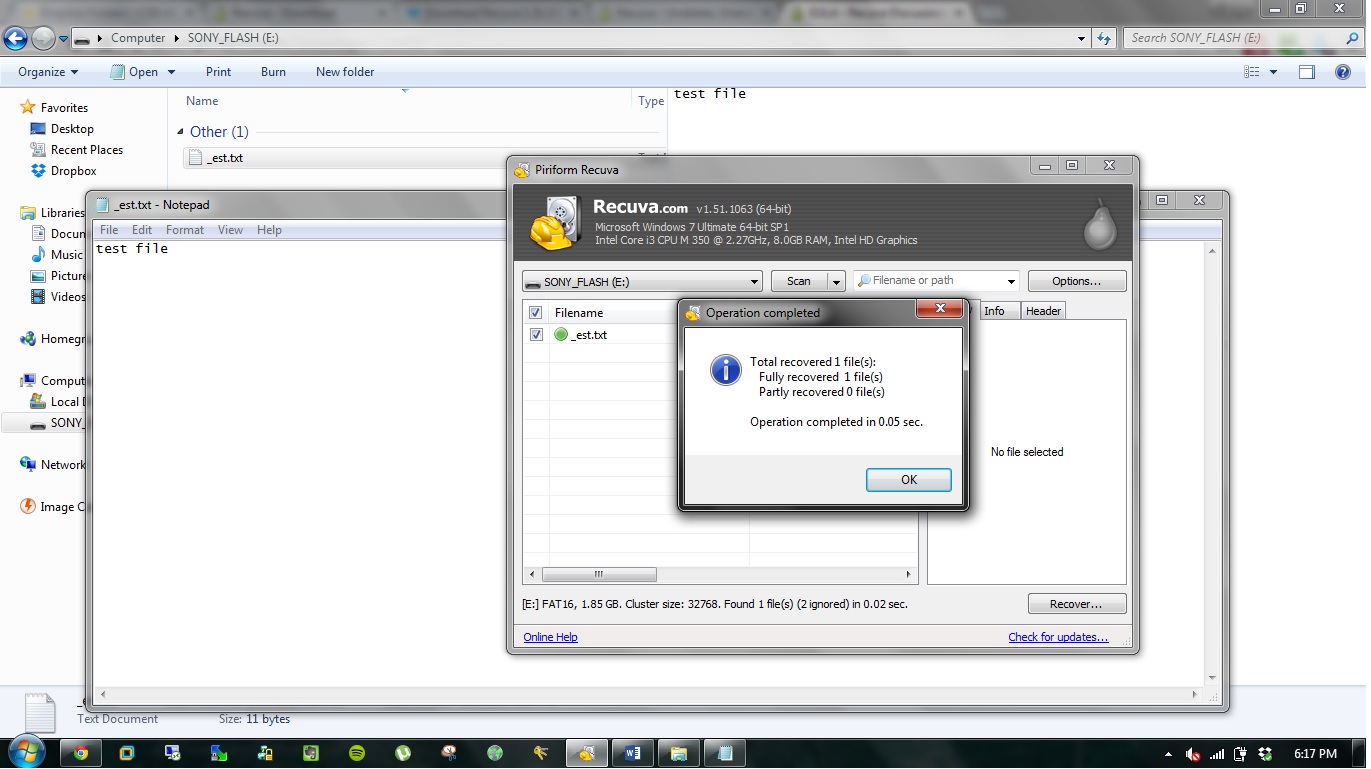 Computer ▸ SONY_FLASH (E:)
Search SONY_FLASH (E:)
Organize Open Print Burn New folder
Favorites
Desktop
Recent Places
Dropbox
Libraries
Docum
Music
Picture
Videos
Homegr
Comput
Local D
SONY_
Network
Image C
Name Type
Other (1)
_est.txt
test file
_est.txt - Notepad
File Edit Format View Help
test file
Piriform Recuva
Recuva.com v1.51.1063 (64-bit)
Microsoft Windows 7 Ultimate 64-bit SP1
Intel Core i3 CPU M 350 @ 2.27GHz, 8.0GB RAM, Intel HD Graphics
SONY_FLASH (E:) Scan Filename or path Options...
Filename
_est.txt
Info Header
No file selected
Operation completed
Total recovered 1 file(s):
Fully recovered 1 file(s)
Partly recovered 0 file(s)
Operation completed in 0.05 sec.
OK
[E:] FAT16, 1.85 GB. Cluster size: 32768. Found 1 file(s) (2 ignored) in 0.02 sec.
Recover...
Online Help Check for updates...
Text Document Size: 11 bytes
6:17 PM